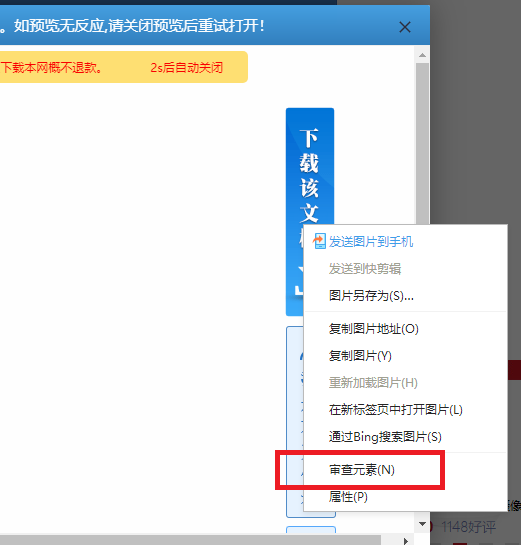 。如预览无反应,请关闭预览后重试打开!
下载本网概不退款。 2s后自动关闭
下载该文
发送图片到手机
发送到快剪辑
图片另存为(S)...
复制图片地址(O)
复制图片(Y)
重新加载图片(H)
在新标签页中打开图片(L)
通过Bing搜索图片(S)
审查元素(N)
属性(P)
1148好评